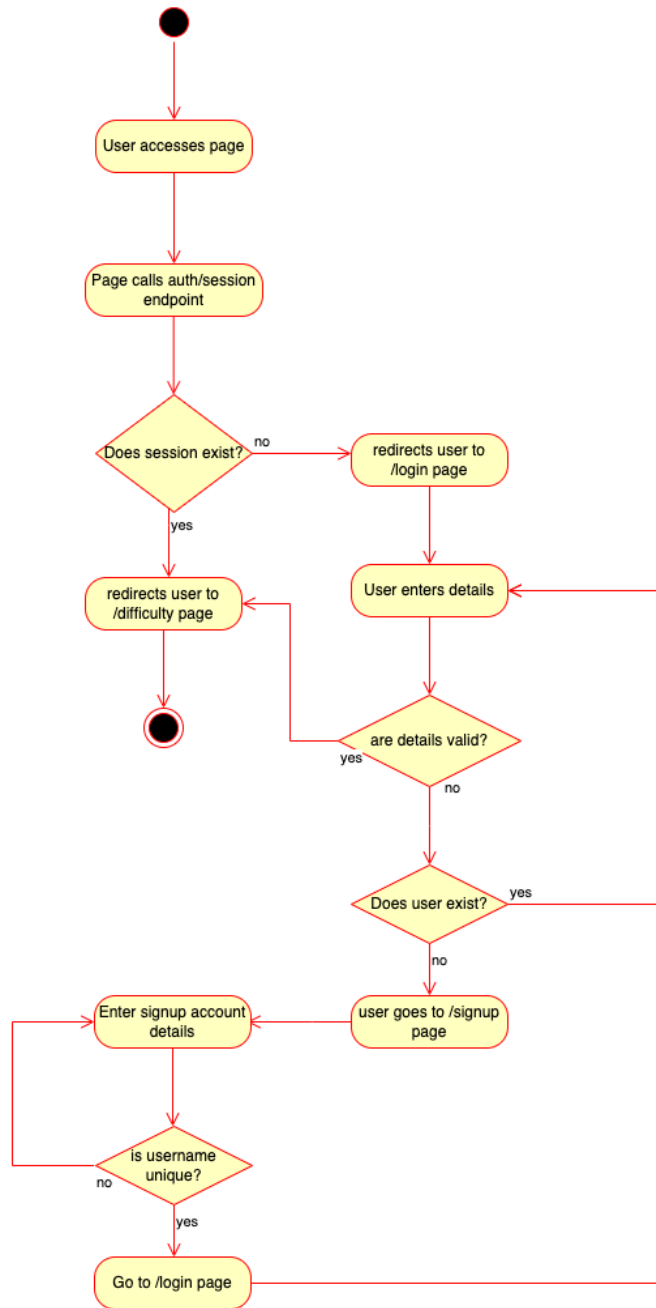 User accesses page
Page calls auth/session
endpoint
Does session exist?
no
redirects user to
/login page
yes
redirects user to
/difficulty page
User enters details
are details valid?
yes
no
Does user exist?
yes
no
user goes to /signup
page
Enter signup account
details
is username
unique?
no
yes
Go to /login page